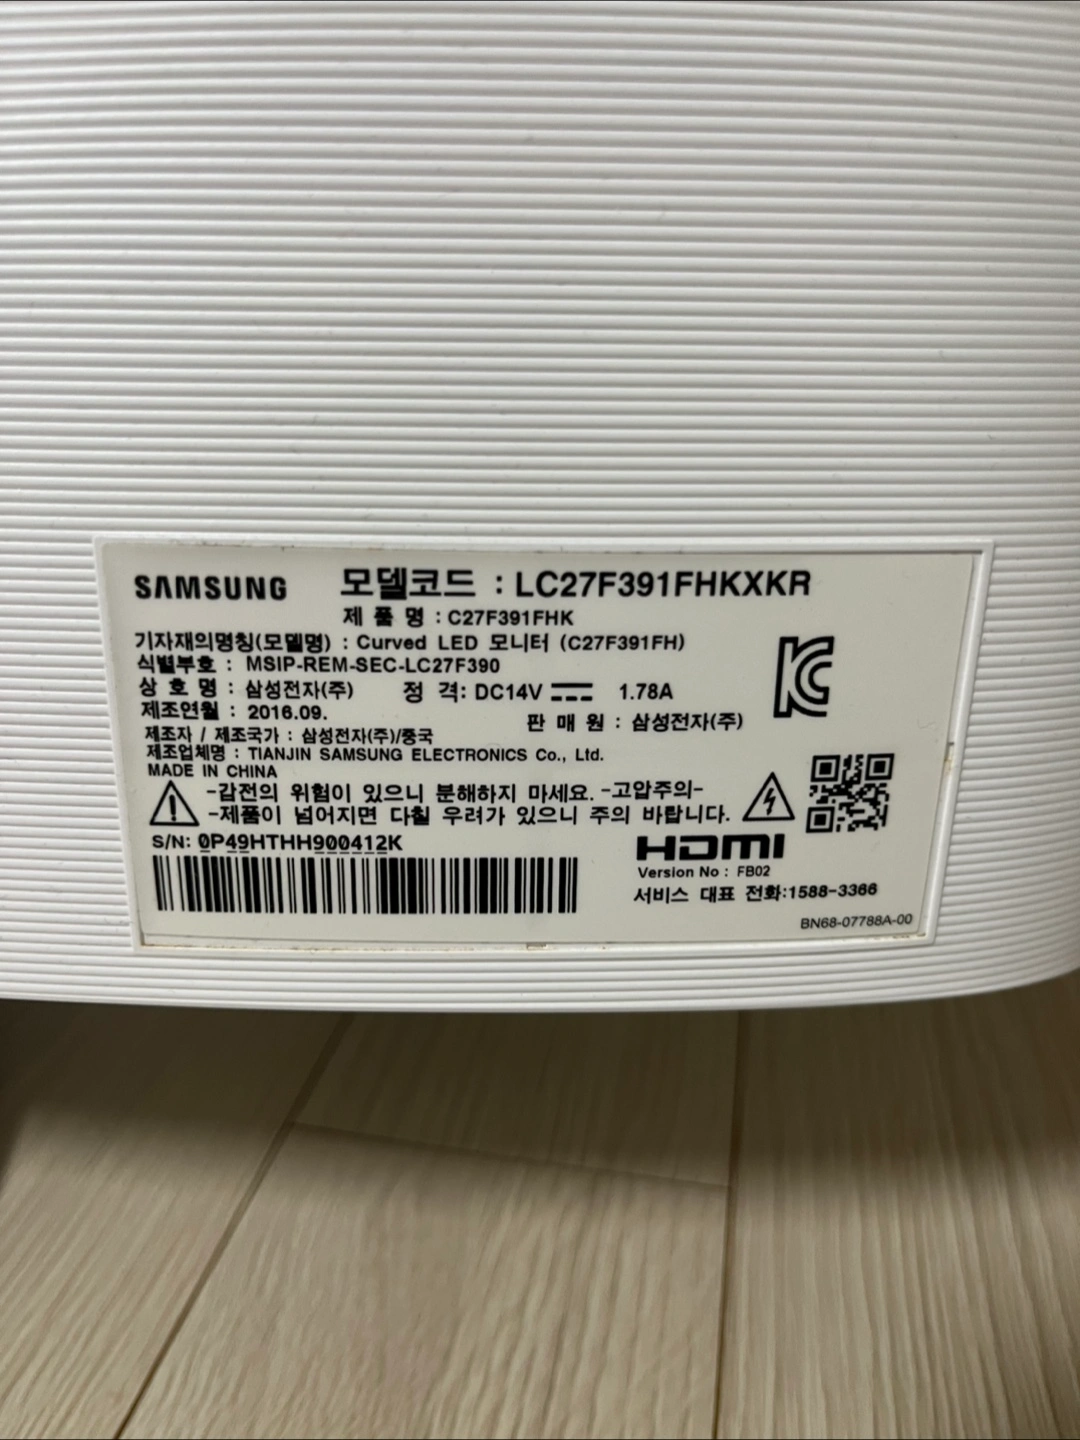 SAMSUNG 모델코드 : LC27F391FHKXKR
제 품 명 : C27F391FHK
기자재의명칭(모델명) : Curved LED 모니터 (C27F391FH)
식별부호 : MSIP-REM-SEC-LC27F390
상 호 명 : 삼성전자(주) 정 격: DC14V 1.78A
제조연월 : 2016.09. 판 매 원 : 삼성전자(주)
제조자 / 제조국가 : 삼성전자(주)/중국
제조업체명 : TIANJIN SAMSUNG ELECTRONICS Co., Ltd.
MADE IN CHINA
-감전의 위험이 있으니 분해하지 마세요. -고압주의-
-제품이 넘어지면 다칠 우려가 있으니 주의 바랍니다.
S/N: 0P49HTHH900412K
HDMI
Version No : FB02
서비스 대표 전화:1588-3366
BN68-07788A-00